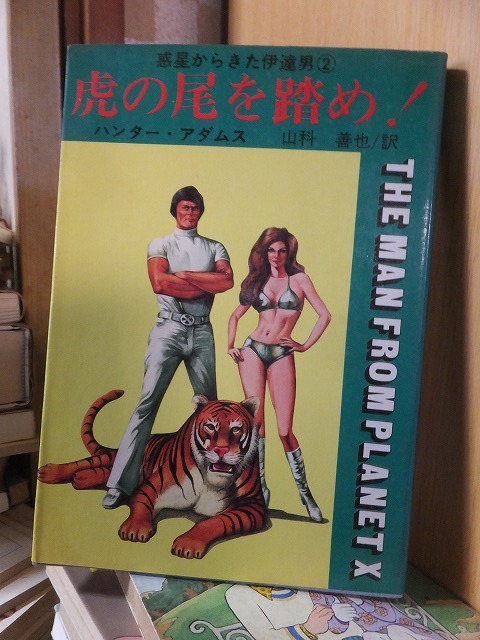 惑星からきた伊達男②
虎の尾を踏め！
ハンター・アダムス　山科　善也/訳
THE MAN FROM PLANET X